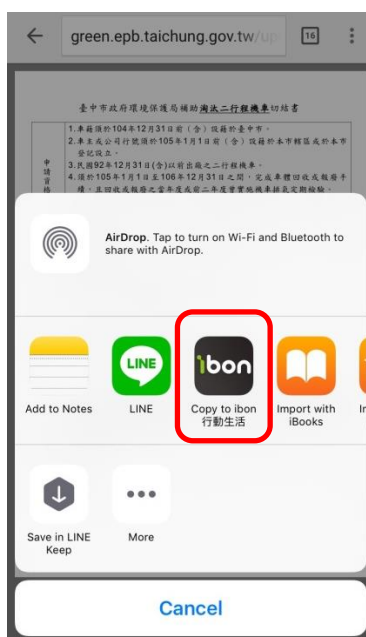 green.epb.taichung.gov.tw/up
16
臺中市政府環境保護局補助淘汰二行程機車切結書
申請資格
1.車籍須於104年12月31日前（含）設籍於臺中市。
2.車主或公司行號須於105年1月1日前（含）設籍於本市轄區或於本市
登記設立。
3.民國92年12月31日(含)以前出廠之二行程機車。
4.須於105年1月1日至106年12月31日之間，完成車體回收或報廢手
續，且回收或報廢之當年度或前二年度曾實施機車排氣定期檢驗。
AirDrop. Tap to turn on Wi-Fi and Bluetooth to
share with AirDrop.
LINE
ibon
Add to Notes
LINE
Copy to ibon
行動生活
Import with
iBooks
Save in LINE
Keep
More
Cancel